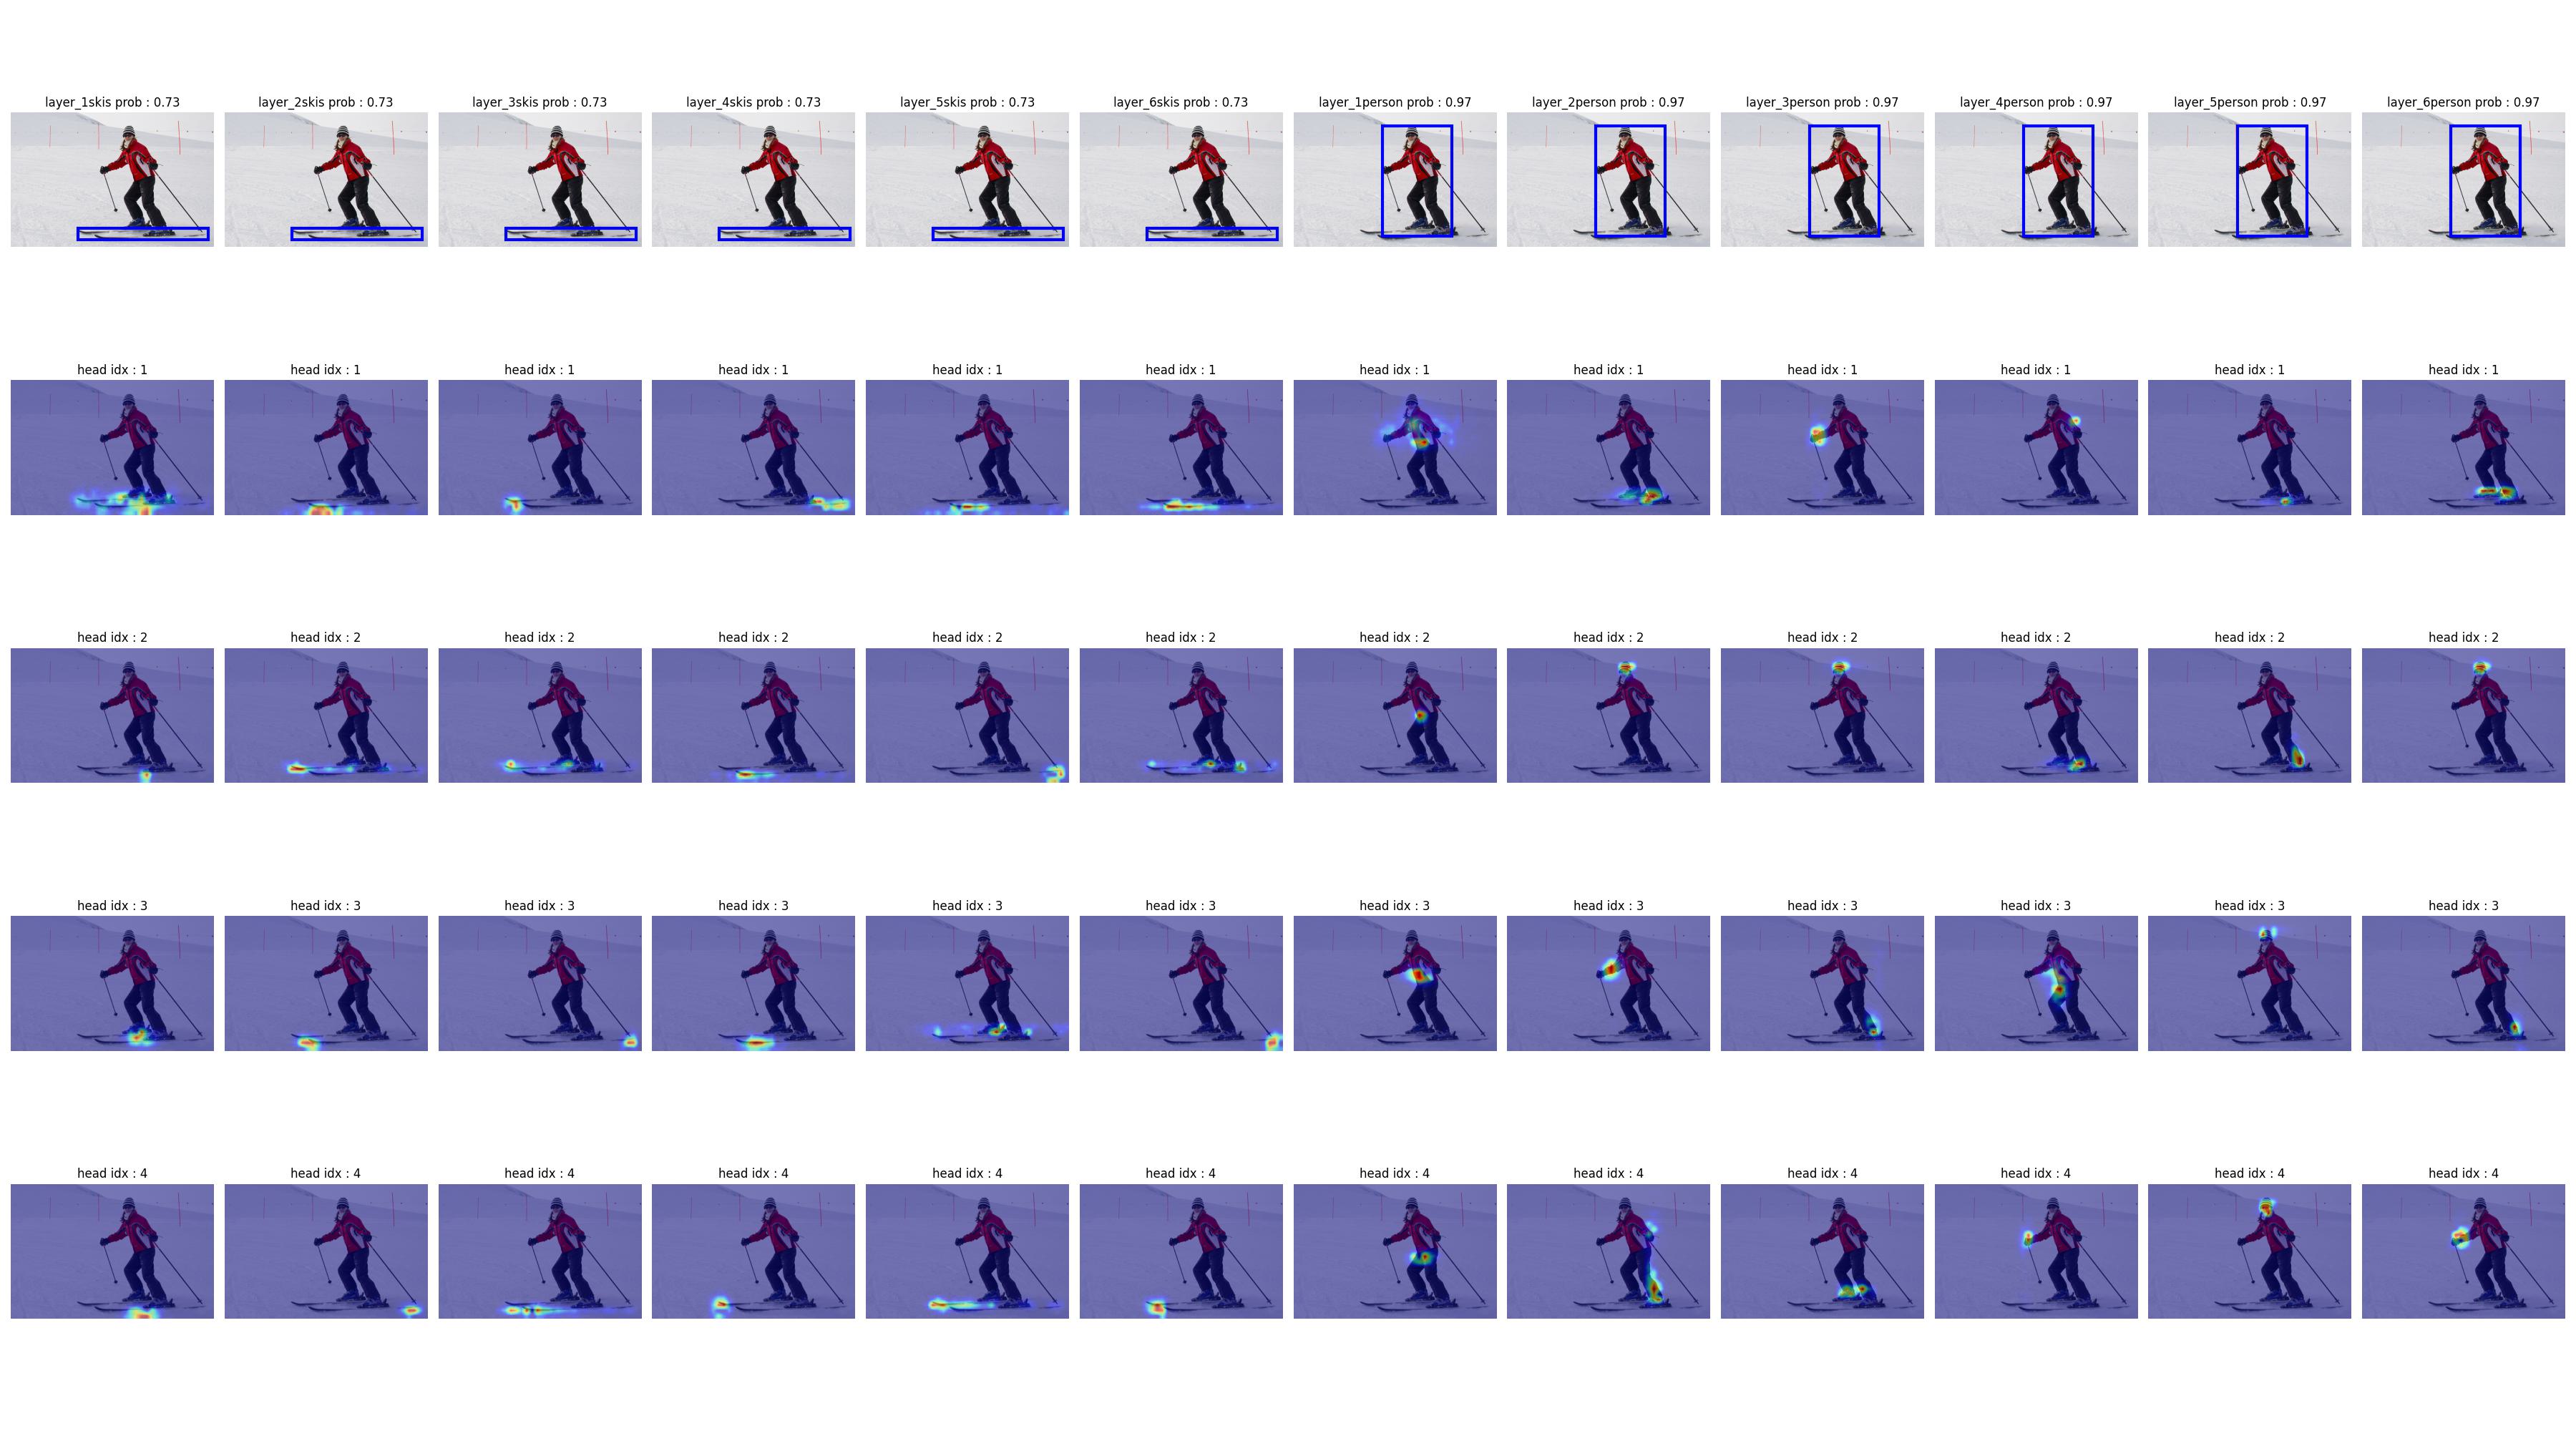 layer_1skis prob : 0.73 layer_2skis prob : 0.73 layer_3skis prob : 0.73 layer_4skis prob : 0.73 layer_5skis prob : 0.73 layer_6skis prob : 0.73 layer_1person prob : 0.97 layer_2person prob : 0.97 layer_3person prob : 0.97 layer_4person prob : 0.97 layer_5person prob : 0.97 layer_6person prob : 0.97
head idx : 1 head idx : 1 head idx : 1 head idx : 1 head idx : 1 head idx : 1 head idx : 1 head idx : 1 head idx : 1 head idx : 1 head idx : 1 head idx : 1
head idx : 2 head idx : 2 head idx : 2 head idx : 2 head idx : 2 head idx : 2 head idx : 2 head idx : 2 head idx : 2 head idx : 2 head idx : 2 head idx : 2
head idx : 3 head idx : 3 head idx : 3 head idx : 3 head idx : 3 head idx : 3 head idx : 3 head idx : 3 head idx : 3 head idx : 3 head idx : 3 head idx : 3
head idx : 4 head idx : 4 head idx : 4 head idx : 4 head idx : 4 head idx : 4 head idx : 4 head idx : 4 head idx : 4 head idx : 4 head idx : 4 head idx : 4